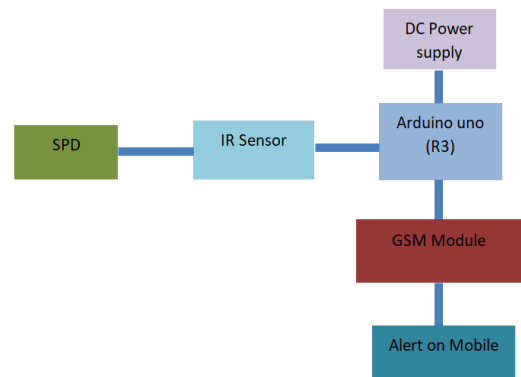 DC Power
supply
SPD
IR Sensor
Arduino uno
(R3)
GSM Module
Alert on Mobile